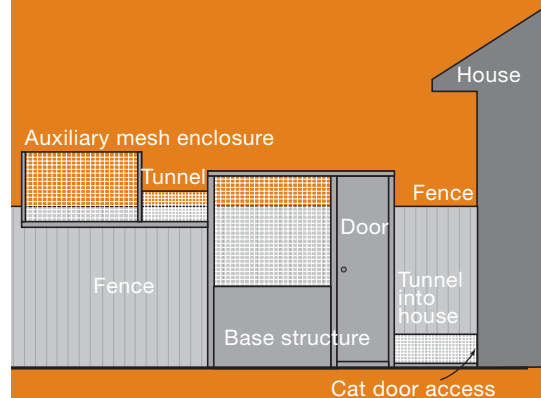 House
Auxiliary mesh enclosure
Tunnel
Fence
Door
Fence
Tunnel
into
house
Base structure
Cat door access